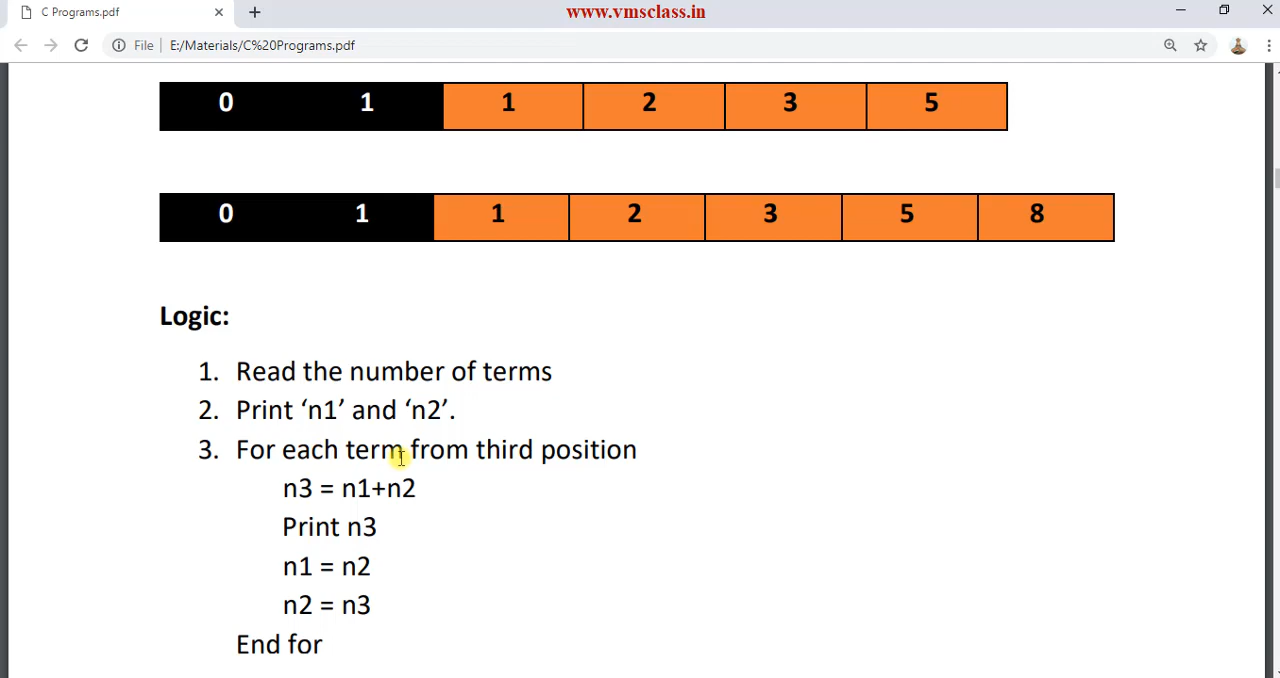 C Programs.pdf
www.vmsclass.in
File | E:/Materials/C%20Programs.pdf
0 1 1 2 3 5
0 1 1 2 3 5 8
Logic:
1. Read the number of terms
2. Print ‘n1’ and ‘n2’.
3. For each term from third position
n3 = n1+n2
Print n3
n1 = n2
n2 = n3
End for